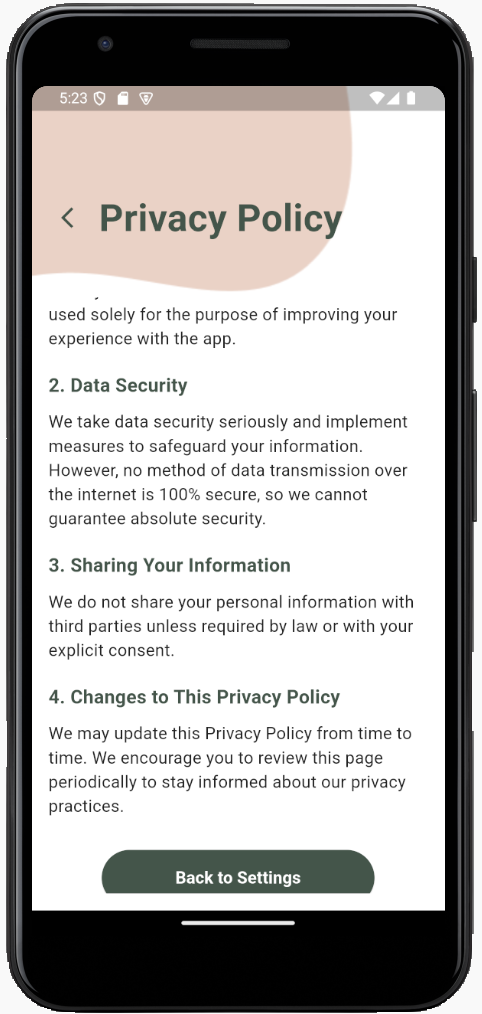 5:23
Privacy Policy
used solely for the purpose of improving your
experience with the app.
2. Data Security
We take data security seriously and implement
measures to safeguard your information.
However, no method of data transmission over
the internet is 100% secure, so we cannot
guarantee absolute security.
3. Sharing Your Information
We do not share your personal information with
third parties unless required by law or with your
explicit consent.
4. Changes to This Privacy Policy
We may update this Privacy Policy from time to
time. We encourage you to review this page
periodically to stay informed about our privacy
practices.
Back to Settings